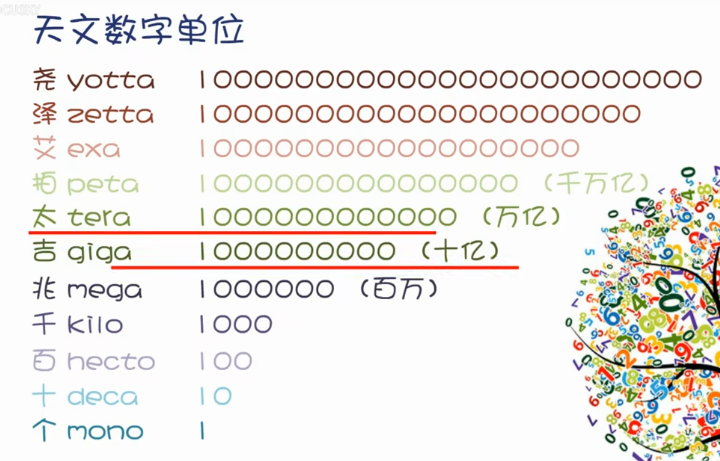 天文数字单位
尧 yotta 1000000000000000000000000
泽 zetta 1000000000000000000000
艾 exa 1000000000000000000
拍 peta 1000000000000000 （千万亿）
太 tera 1000000000000 （万亿）
吉 giga 1000000000 （十亿）
兆 mega 1000000 （百万）
千 kilo 1000
百 hecto 100
十 deca 10
个 mono 1